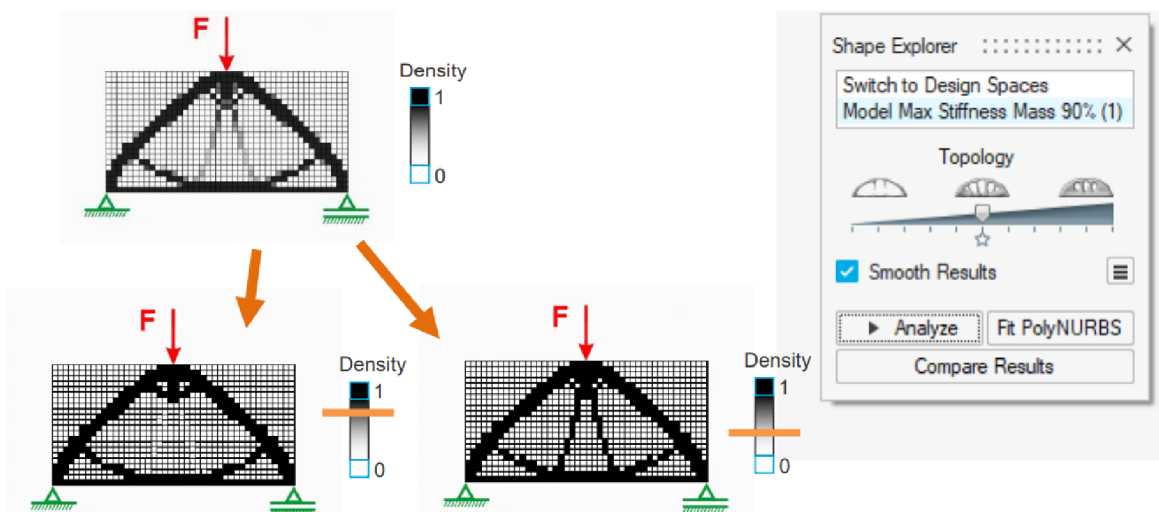 F
Density
1
0
F
Density
1
0
F
Density
1
0
Shape Explorer
Switch to Design Spaces
Model Max Stiffness Mass 90% (1)
Topology
Smooth Results
Analyze
Fit PolyNURBS
Compare Results